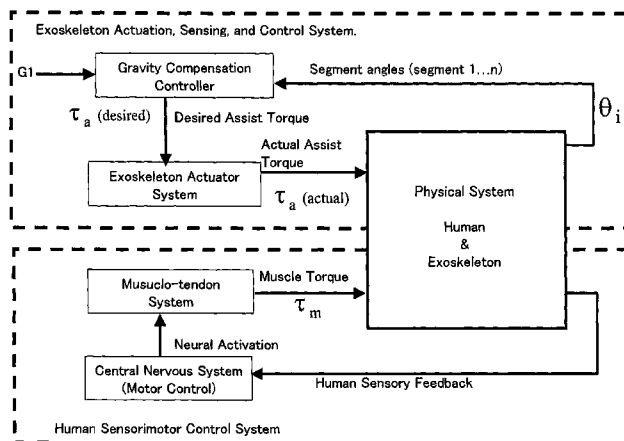 Exoskeleton Actuation, Sensing, and Control System.
G1
Gravity Compensation
Controller
Segment angles (segment 1...n)
θi
τa (desired)
Desired Assist Torque
Actual Assist
Torque
Exoskeleton Actuator
System
τa (actual)
Physical System
Human
&
Exoskeleton
Musuclo-tendon
System
Muscle Torque
τm
Neural Activation
Central Nervous System
(Motor Control)
Human Sensory Feedback
Human Sensorimotor Control System